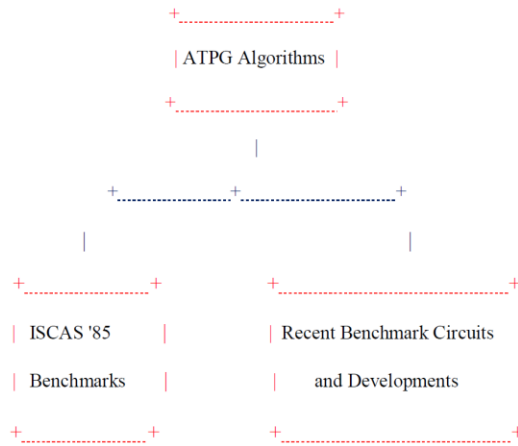 ATPG Algorithms
ISCAS '85
Benchmarks
Recent Benchmark Circuits
and Developments